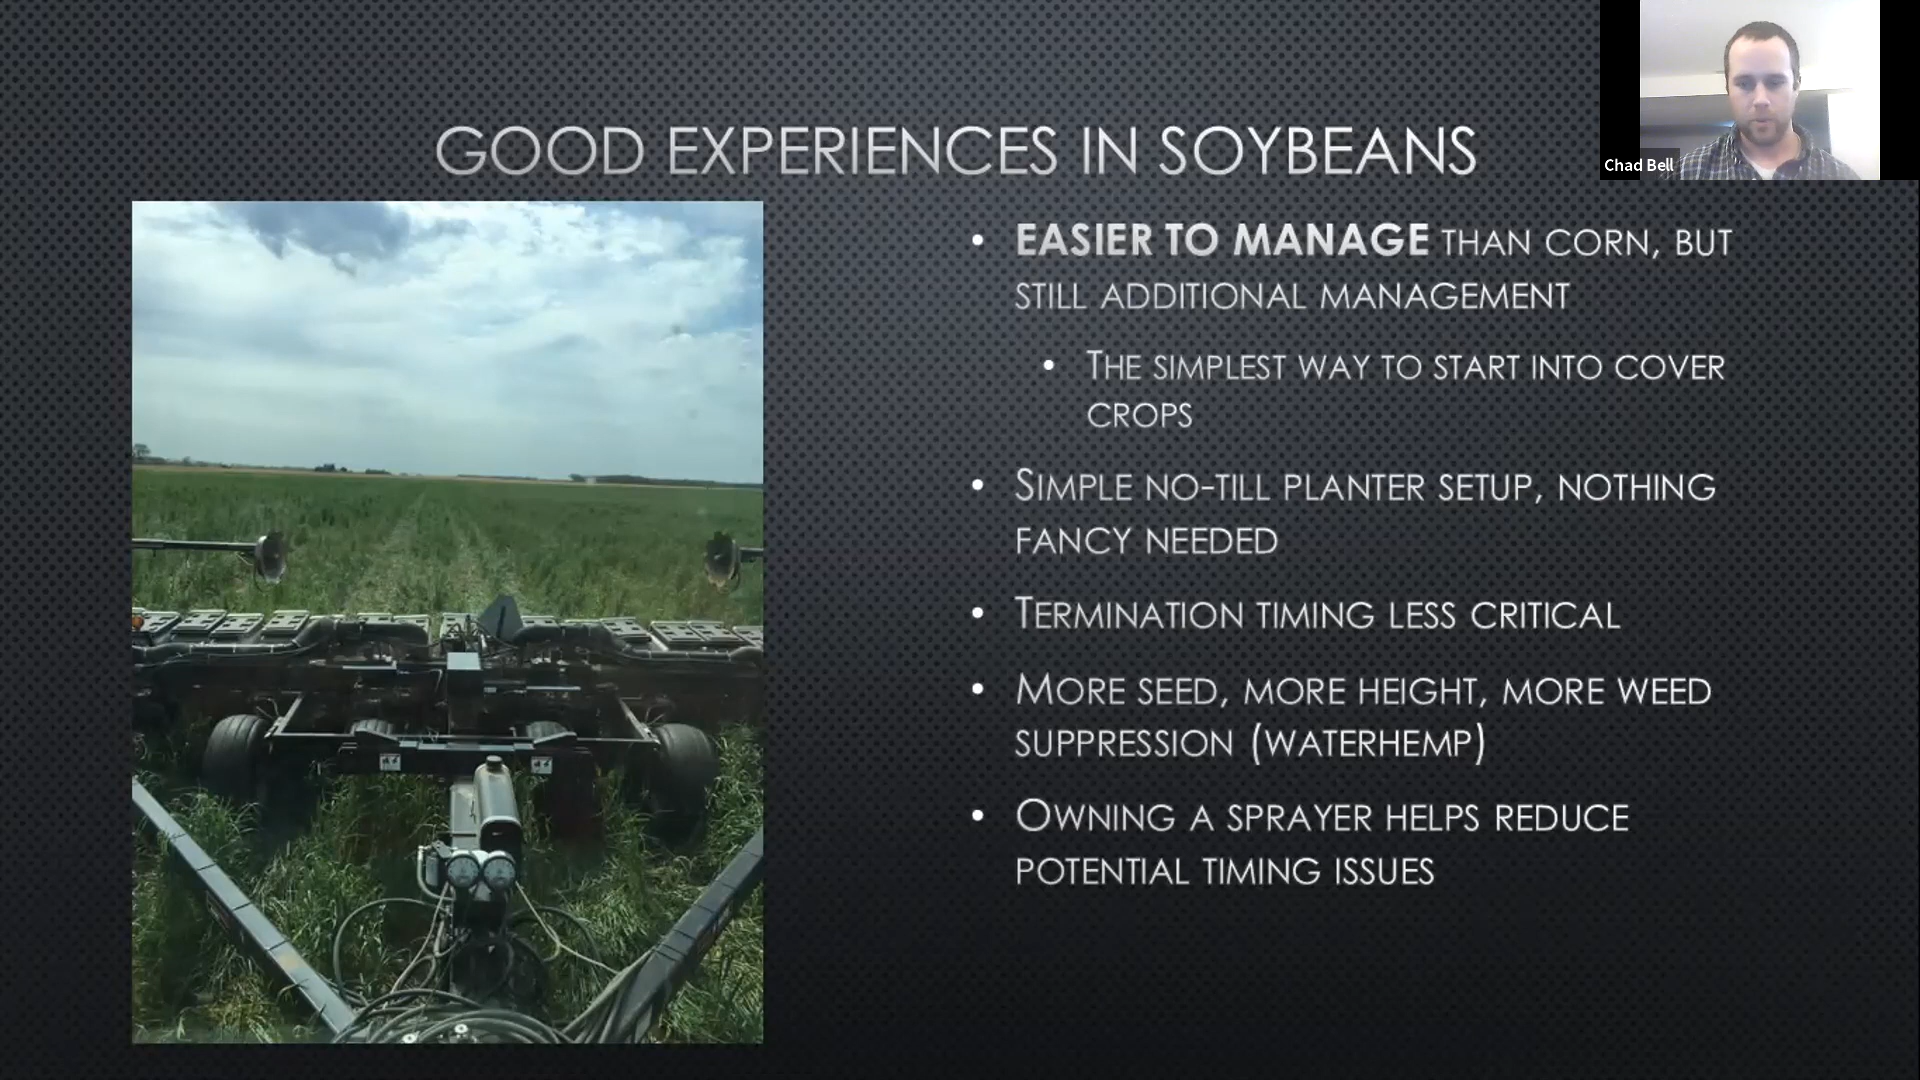 Chad Bell
GOOD EXPERIENCES IN SOYBEANS
• EASIER TO MANAGE THAN CORN, BUT
STILL ADDITIONAL MANAGEMENT
• THE SIMPLEST WAY TO START INTO COVER
CROPS
• SIMPLE NO-TILL PLANTER SETUP, NOTHING
FANCY NEEDED
• TERMINATION TIMING LESS CRITICAL
• MORE SEED, MORE HEIGHT, MORE WEED
SUPPRESSION (WATERHEMP)
• OWNING A SPRAYER HELPS REDUCE
POTENTIAL TIMING ISSUES